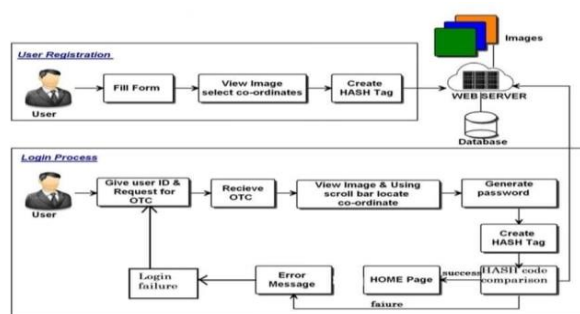 User Registration
User
Fill Form
View Image
select co-ordinates
Create
HASH Tag
Images
WEB SERVER
Database
Login Process
User
Give user ID &
Request for
OTC
Recieve
OTC
View Image & Using
scroll bar locate
co-ordinate
Generate
password
Create
HASH Tag
HASH code
comparison
success
HOME Page
faiure
Error
Message
Login
failure